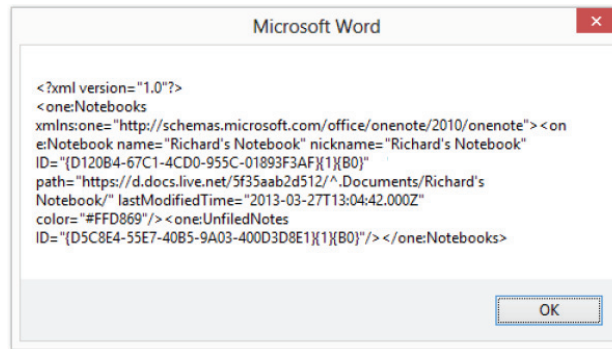 Microsoft Word
<?xml version="1.0"?>
<one:Notebooks
xmlns:one="http://schemas.microsoft.com/office/onenote/2010/onenote"><on
e:Notebook name="Richard's Notebook" nickname="Richard's Notebook"
ID="{D120B4-67C1-4CD0-955C-01893F3AF}{1}{B0}"
path="https://d.docs.live.net/5f35aab2d512/^.Documents/Richard's
Notebook/" lastModifiedTime="2013-03-27T13:04:42.000Z"
color="#FFD869"/><one:UnfiledNotes
ID="{D5C8E4-55E7-40B5-9A03-400D3D8E1}{1}{B0}"/></one:Notebooks>
OK